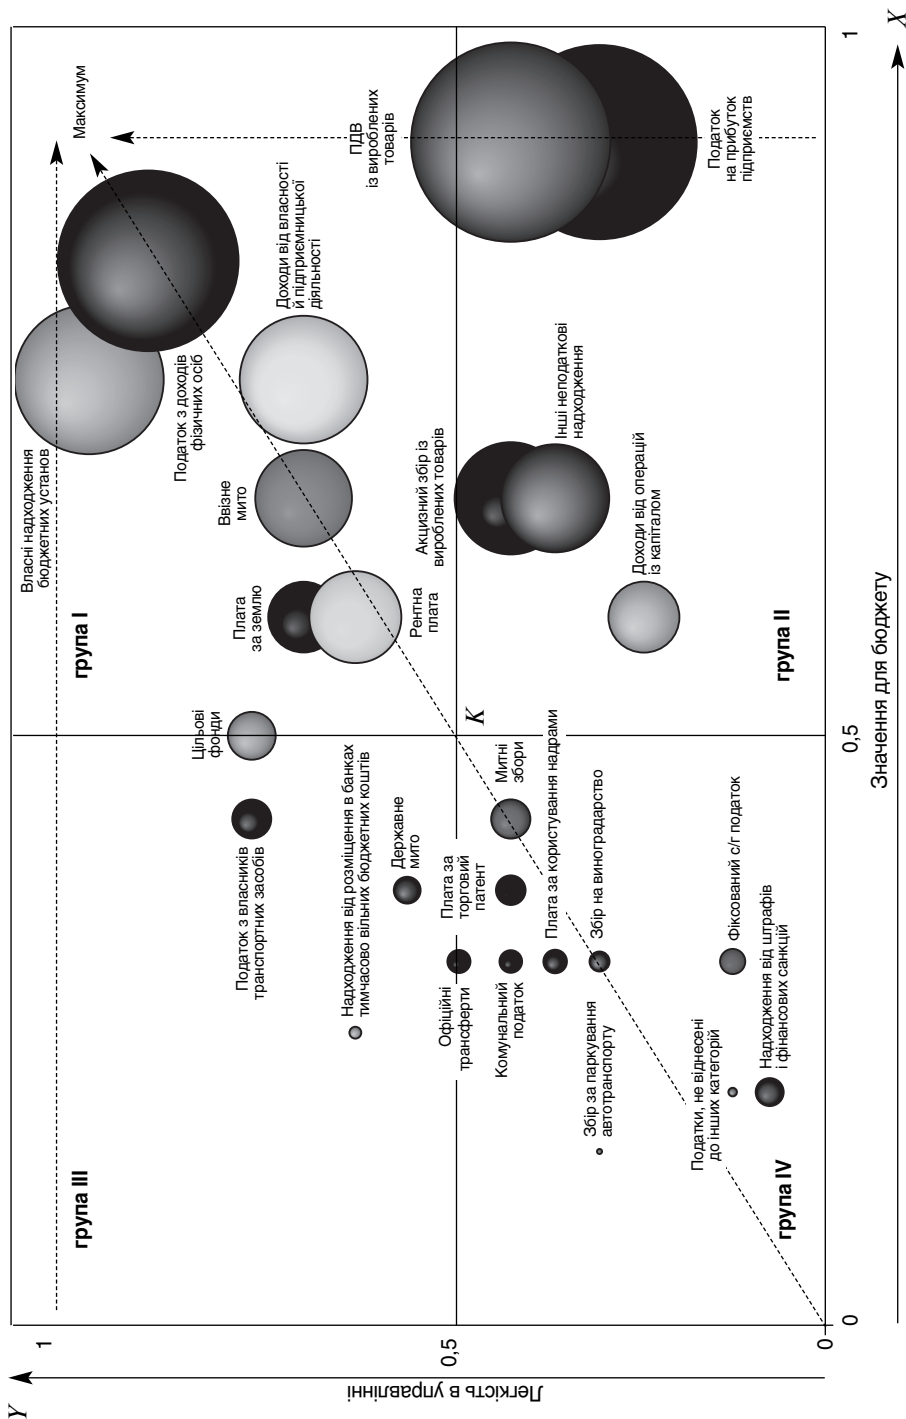 Y
Легкість в управлінні
1
0,5
0
група III
група I
Власні надходження
бюджетних установ
Максимум
Податок з доходів
фізичних осіб
Цільові
фонди
Податок з власників
транспортних засобів
Ввізне
мито
Плата
за землю
Доходи від власності
й підприємницької
діяльності
Рентна
плата
Надходження від розміщення в банках
тимчасово вільних бюджетних коштів
Державне
мито
ПДВ
із вироблених
товарів
K
Офіційні
трансферти
Плата за
торговий
патент
Митні
збори
Акцизний збір із
вироблених товарів
Комунальний
податок
Плата за користування надрами
Інші неподаткові
надходження
Збір за паркування
автотранспорту
Збір на виноградарство
Доходи від операцій
із капіталом
Податок
на прибуток
підприємств
Податки, не віднесені
до інших категорій
Фіксований с/г податок
Надходження від штрафів
і фінансових санкцій
група IV
група II
0
0,5
1
Значення для бюджету
X